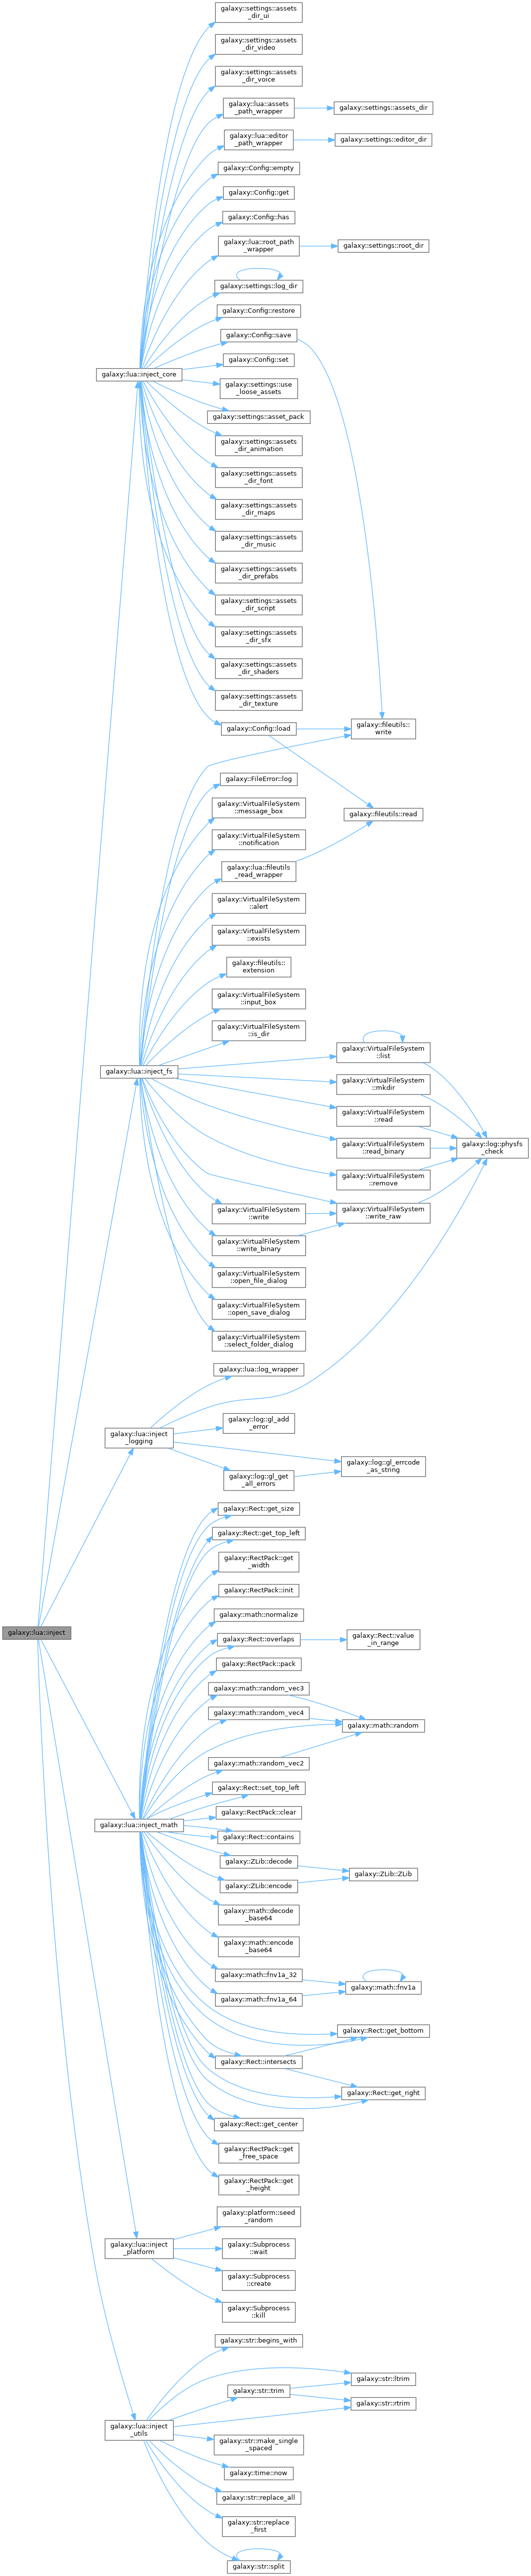 galaxy::settings::assets
_dir_ui
galaxy::settings::assets
_dir_video
galaxy::settings::assets
_dir_voice
galaxy::lua::assets
_path_wrapper
galaxy::settings::assets_dir
galaxy::lua::editor
_path_wrapper
galaxy::settings::editor_dir
galaxy::Config::empty
galaxy::Config::get
galaxy::Config::has
galaxy::lua::root_path
_wrapper
galaxy::settings::root_dir
galaxy::settings::log_dir
galaxy::Config::restore
galaxy::Config::save
galaxy::Config::set
galaxy::lua::inject_core
galaxy::settings::use
_loose_assets
galaxy::settings::asset_pack
galaxy::settings::assets
_dir_animation
galaxy::settings::assets
_dir_font
galaxy::settings::assets
_dir_maps
galaxy::settings::assets
_dir_music
galaxy::settings::assets
_dir_prefabs
galaxy::settings::assets
_dir_script
galaxy::settings::assets
_dir_sfx
galaxy::settings::assets
_dir_shaders
galaxy::settings::assets
_dir_texture
galaxy::Config::load
galaxy::fileutils::
write
galaxy::FileError::log
galaxy::VirtualFileSystem
::message_box
galaxy::fileutils::read
galaxy::VirtualFileSystem
::notification
galaxy::lua::fileutils
_read_wrapper
galaxy::VirtualFileSystem
::alert
galaxy::VirtualFileSystem
::exists
galaxy::fileutils::
extension
galaxy::VirtualFileSystem
::input_box
galaxy::VirtualFileSystem
::is_dir
galaxy::VirtualFileSystem
::list
galaxy::lua::inject_fs
galaxy::VirtualFileSystem
::mkdir
galaxy::VirtualFileSystem
::read
galaxy::VirtualFileSystem
::read_binary
galaxy::log::physfs
_check
galaxy::VirtualFileSystem
::remove
galaxy::VirtualFileSystem
::write
galaxy::VirtualFileSystem
::write_raw
galaxy::VirtualFileSystem
::write_binary
galaxy::VirtualFileSystem
::open_file_dialog
galaxy::VirtualFileSystem
::open_save_dialog
galaxy::VirtualFileSystem
::select_folder_dialog
galaxy::lua::log_wrapper
galaxy::log::gl_add
_error
galaxy::lua::inject
_logging
galaxy::log::gl_errcode
_as_string
galaxy::log::gl_get
_all_errors
galaxy::Rect::get_size
galaxy::Rect::get_top_left
galaxy::RectPack::get
_width
galaxy::RectPack::init
galaxy::math::normalize
galaxy::lua::inject
galaxy::Rect::overlaps
galaxy::Rect::value
_in_range
galaxy::RectPack::pack
galaxy::math::random_vec3
galaxy::math::random_vec4
galaxy::math::random
galaxy::math::random_vec2
galaxy::Rect::set_top_left
galaxy::RectPack::clear
galaxy::lua::inject_math
galaxy::Rect::contains
galaxy::ZLib::decode
galaxy::ZLib::ZLib
galaxy::ZLib::encode
galaxy::math::decode
_base64
galaxy::math::encode
_base64
galaxy::math::fnv1a_32
galaxy::math::fnv1a
galaxy::math::fnv1a_64
galaxy::Rect::get_bottom
galaxy::Rect::intersects
galaxy::Rect::get_right
galaxy::Rect::get_center
galaxy::RectPack::get
_free_space
galaxy::RectPack::get
_height
galaxy::platform::seed
_random
galaxy::lua::inject
_platform
galaxy::Subprocess
::wait
galaxy::Subprocess
::create
galaxy::Subprocess
::kill
galaxy::str::begins_with
galaxy::str::ltrim
galaxy::str::trim
galaxy::str::rtrim
galaxy::lua::inject
_utils
galaxy::str::make_single
_spaced
galaxy::time::now
galaxy::str::replace_all
galaxy::str::replace
_first
galaxy::str::split